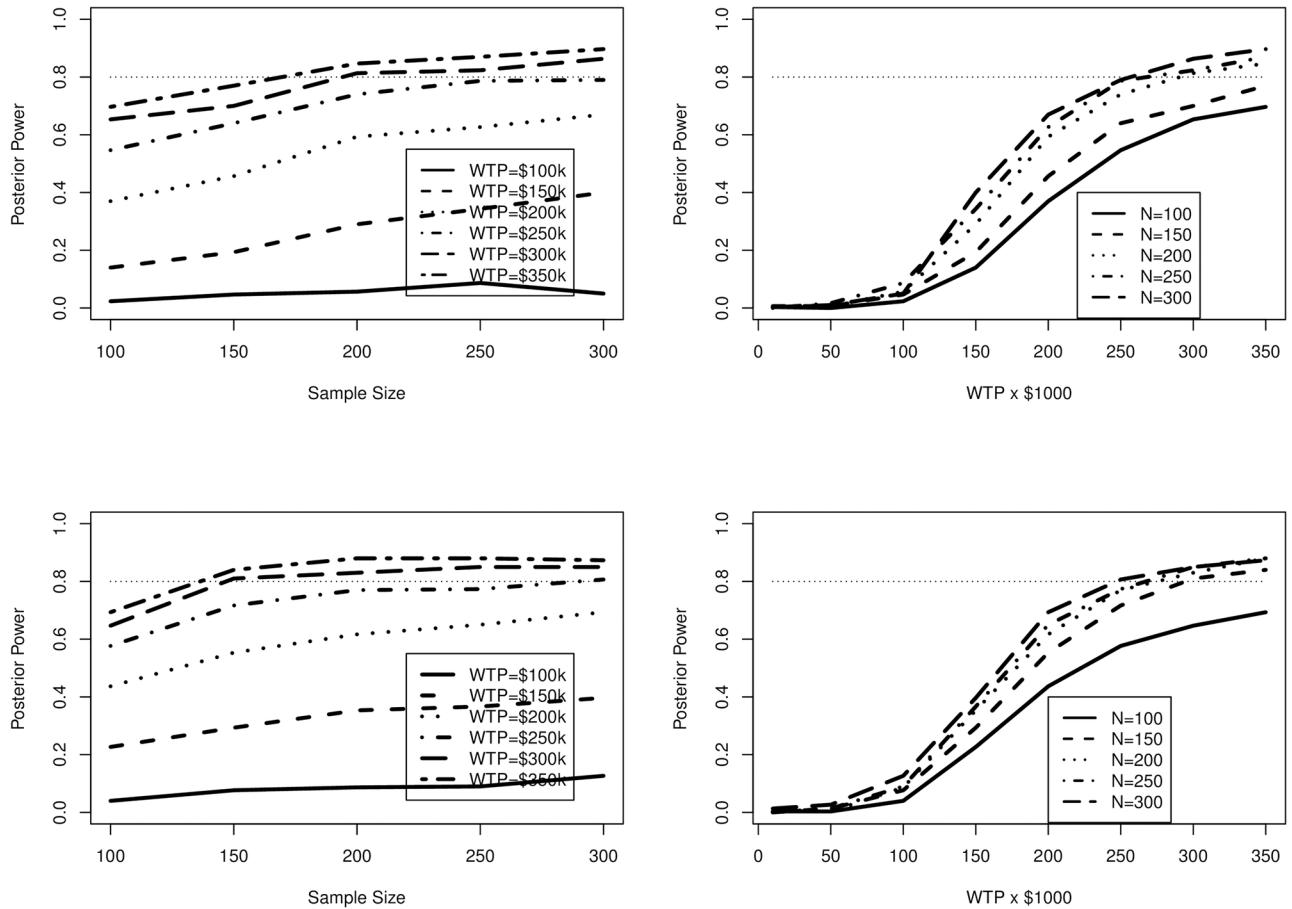 Posterior Power
1.0
0.8
0.6
0.4
0.2
0.0
WTP=$100k
WTP=$150k
WTP=$200k
WTP=$250k
WTP=$300k
WTP=$350k
100 150 200 250 300
Sample Size
Posterior Power
1.0
0.8
0.6
0.4
0.2
0.0
N=100
N=150
N=200
N=250
N=300
0 50 100 150 200 250 300 350
WTP x $1000
Posterior Power
1.0
0.8
0.6
0.4
0.2
0.0
WTP=$100k
WTP=$150k
WTP=$200k
WTP=$250k
WTP=$300k
WTP=$350k
100 150 200 250 300
Sample Size
Posterior Power
1.0
0.8
0.6
0.4
0.2
0.0
N=100
N=150
N=200
N=250
N=300
0 50 100 150 200 250 300 350
WTP x $1000